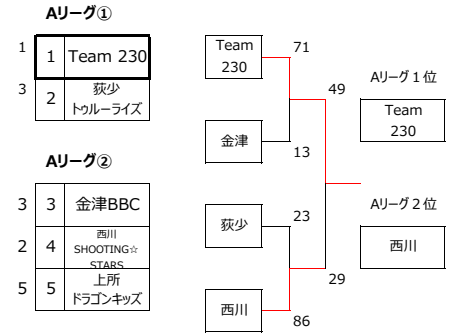 Aリーグ①
1 1 Team 230
3 2 荻少
トゥルーライズ
Aリーグ②
3 3 金津BBC
2 4 西川
SHOOTING☆
STARS
5 5 上所
ドラゴンキッズ
Team
230
71
金津
13
49
荻少
23
西川
86
29
Aリーグ１位
Team
230
Aリーグ２位
西川